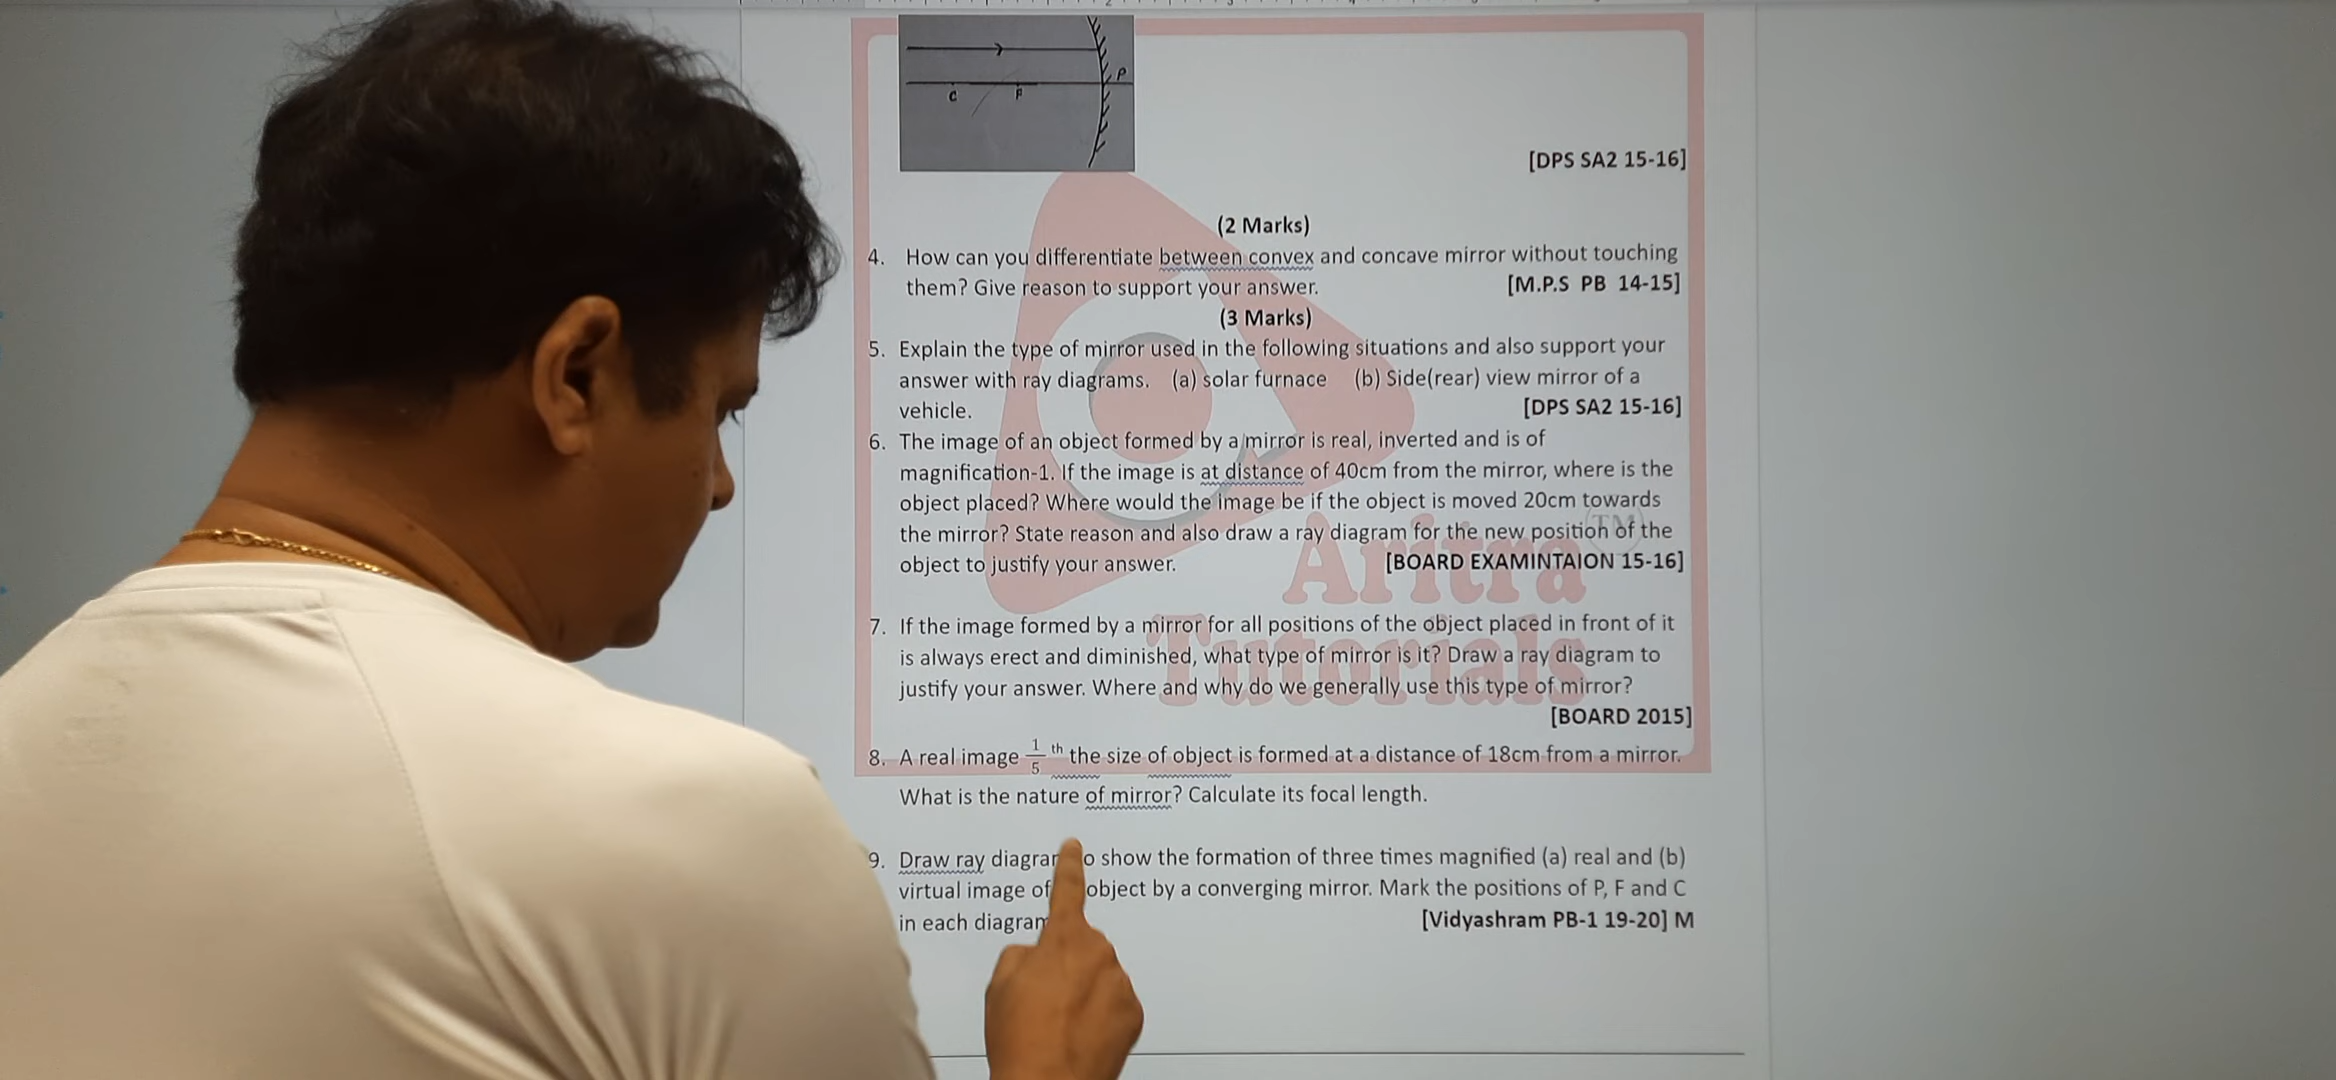 P
C F
[DPS SA2 15-16]
(2 Marks)
4. How can you differentiate between convex and concave mirror without touching
them? Give reason to support your answer. [M.P.S PB 14-15]
(3 Marks)
5. Explain the type of mirror used in the following situations and also support your
answer with ray diagrams. (a) solar furnace (b) Side(rear) view mirror of a
vehicle. [DPS SA2 15-16]
6. The image of an object formed by a mirror is real, inverted and is of
magnification-1. If the image is at distance of 40cm from the mirror, where is the
object placed? Where would the image be if the object is moved 20cm towards
the mirror? State reason and also draw a ray diagram for the new position of the
object to justify your answer. [BOARD EXAMINTAION 15-16]
Aritra TM
Tutorials
7. If the image formed by a mirror for all positions of the object placed in front of it
is always erect and diminished, what type of mirror is it? Draw a ray diagram to
justify your answer. Where and why do we generally use this type of mirror?
[BOARD 2015]
8. A real image 1/5 th the size of object is formed at a distance of 18cm from a mirror.
What is the nature of mirror? Calculate its focal length.
9. Draw ray diagram o show the formation of three times magnified (a) real and (b)
virtual image of object by a converging mirror. Mark the positions of P, F and C
in each diagram [Vidyashram PB-1 19-20] M